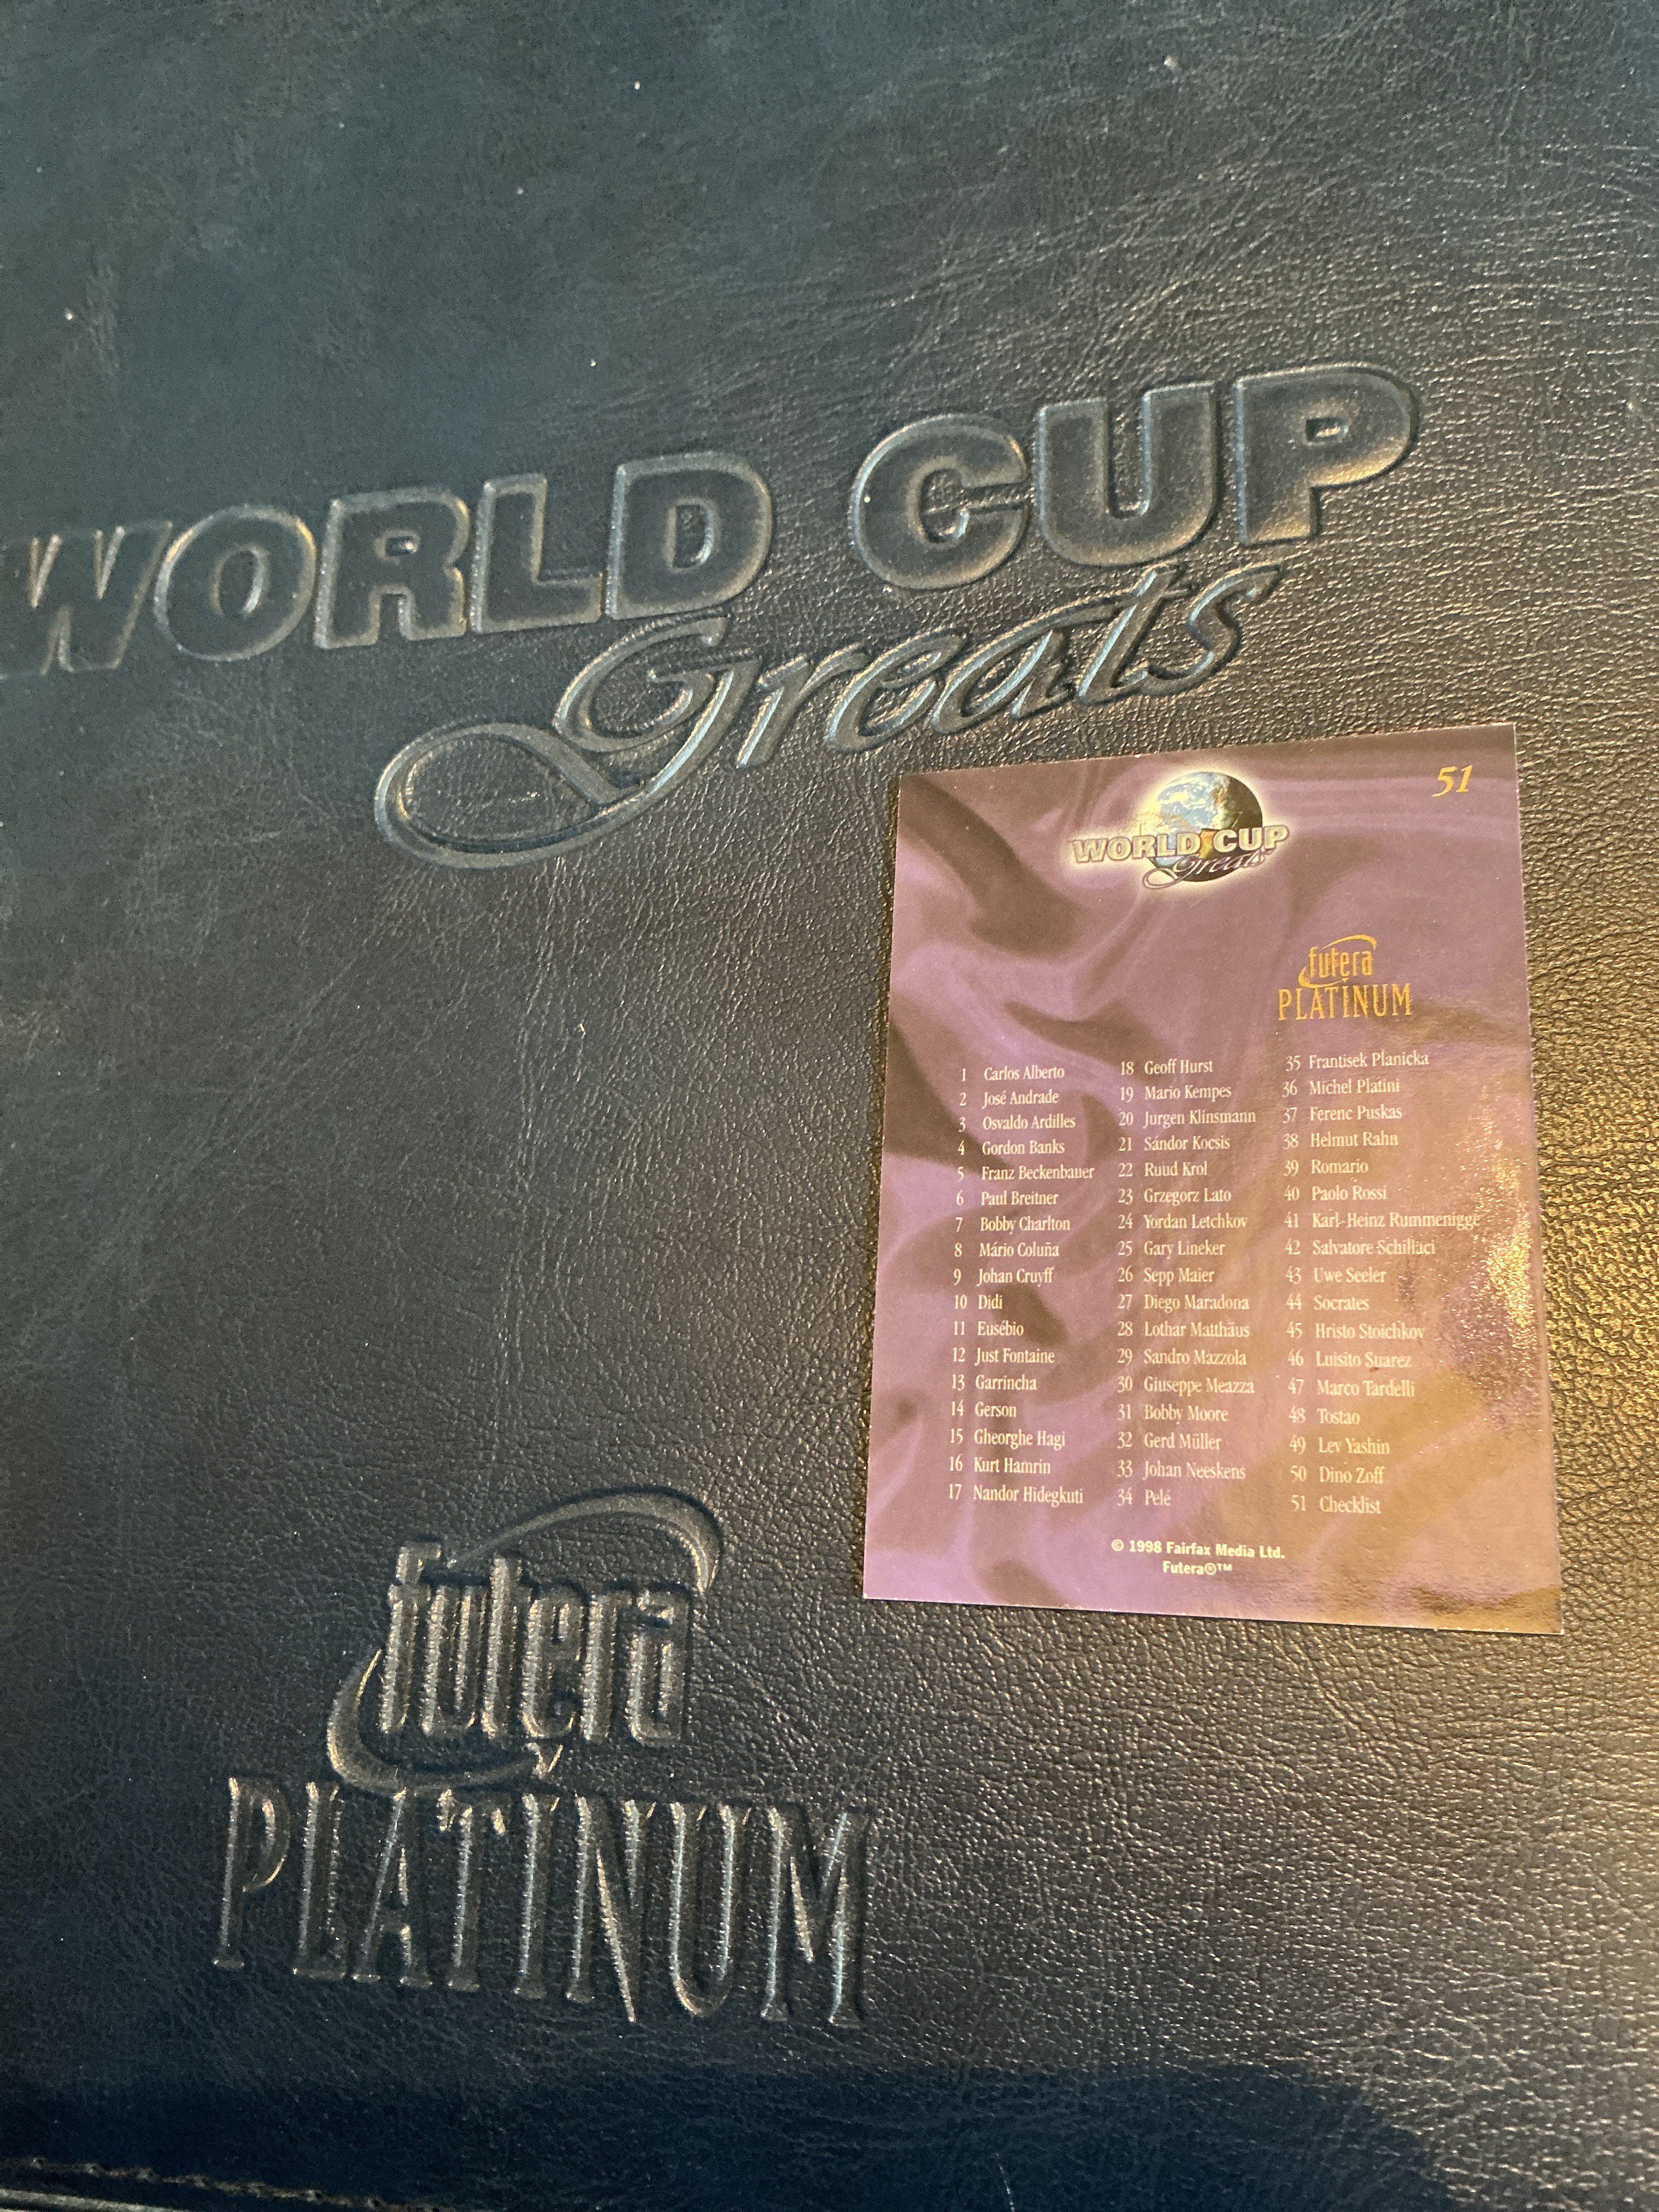 WORLD CUP
Greats
51
WORLD CUP
Greats
futera
PLATINUM
1 Carlos Alberto
2 José Andrade
3 Osvaldo Ardilles
4 Gordon Banks
5 Franz Beckenbauer
6 Paul Breitner
7 Bobby Charlton
8 Mário Coluña
9 Johan Cruyff
10 Didi
11 Eusébio
12 Just Fontaine
13 Garrincha
14 Gerson
15 Gheorghe Hagi
16 Kurt Hamrin
17 Nandor Hidegkuti
18 Geoff Hurst
19 Mario Kempes
20 Jurgen Klinsmann
21 Sándor Kocsis
22 Ruud Krol
23 Grzegorz Lato
24 Yordan Letchkov
25 Gary Lineker
26 Sepp Maier
27 Diego Maradona
28 Lothar Matthäus
29 Sandro Mazzola
30 Giuseppe Meazza
31 Bobby Moore
32 Gerd Müller
33 Johan Neeskens
34 Pelé
35 Frantisek Planicka
36 Michel Platini
37 Ferenc Puskas
38 Helmut Rahn
39 Romario
40 Paolo Rossi
41 Karl-Heinz Rummenigge
42 Salvatore Schillaci
43 Uwe Seeler
44 Socrates
45 Hristo Stoichkov
46 Luisito Suarez
47 Marco Tardelli
48 Tostao
49 Lev Yashin
50 Dino Zoff
51 Checklist
© 1998 Fairfax Media Ltd.
Futera®™
futera
PLATINUM